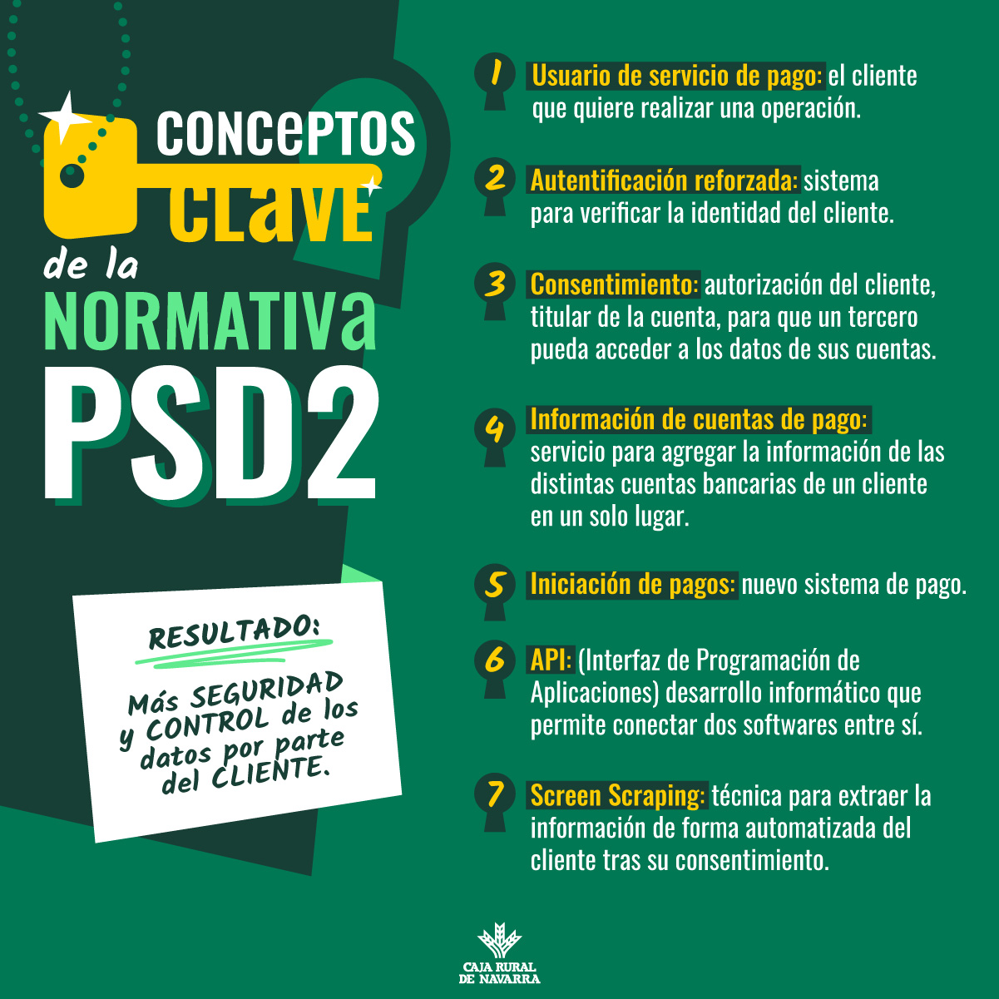 CONCePTOS
CLaVE
de la
NORMATIVa
PSD2
RESULTADO:
Más SEGURIDAD
y CONTROL de los
datos por parte
del CLIENTE.
1 Usuario de servicio de pago: el cliente
que quiere realizar una operación.
2 Autentificación reforzada: sistema
para verificar la identidad del cliente.
3 Consentimiento: autorización del cliente,
titular de la cuenta, para que un tercero
pueda acceder a los datos de sus cuentas.
4 Información de cuentas de pago:
servicio para agregar la información de las
distintas cuentas bancarias de un cliente
en un solo lugar.
5 Iniciación de pagos: nuevo sistema de pago.
6 API: (Interfaz de Programación de
Aplicaciones) desarrollo informático que
permite conectar dos softwares entre sí.
7 Screen Scraping: técnica para extraer la
información de forma automatizada del
cliente tras su consentimiento.
CAJA RURAL
DE NAVARRA